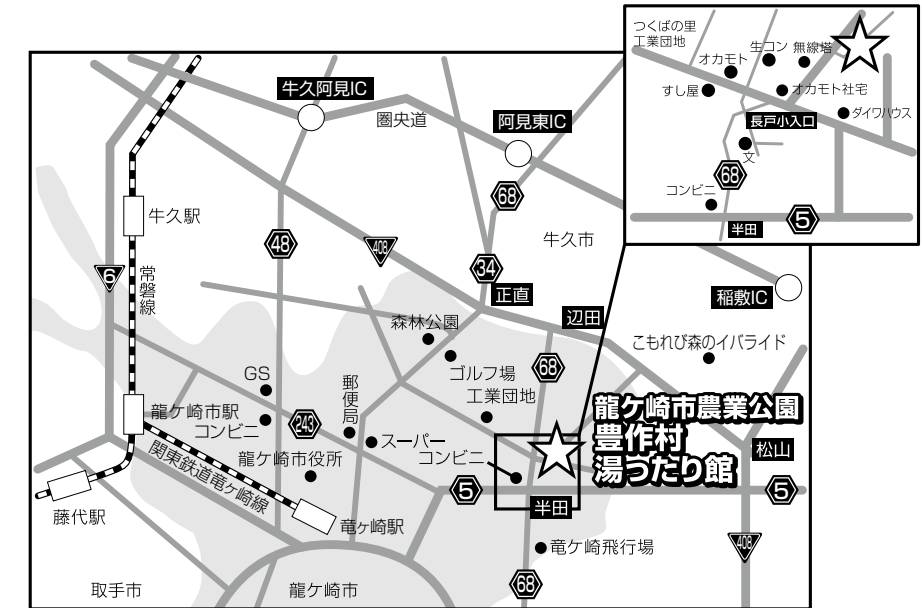 つくばの里
工業団地
生コン
無線塔
オカモト
すし屋
オカモト社宅
ダイワハウス
長戸小入口
文
68
コンビニ
半田
5
牛久阿見IC
圏央道
阿見東IC
68
牛久駅
48
408
牛久市
6
常磐線
34
正直
稲敷IC
辺田
森林公園
こもれび森のイバライド
ゴルフ場
68
GS
郵便局
工業団地
龍ケ崎市農業公園
豊作村
湯ったり館
龍ケ崎市駅
コンビニ
243
スーパー
コンビニ
松山
関東鉄道竜ヶ崎線
龍ケ崎市役所
5
5
半田
藤代駅
竜ヶ崎駅
竜ヶ崎飛行場
408
取手市
龍ケ崎市
68